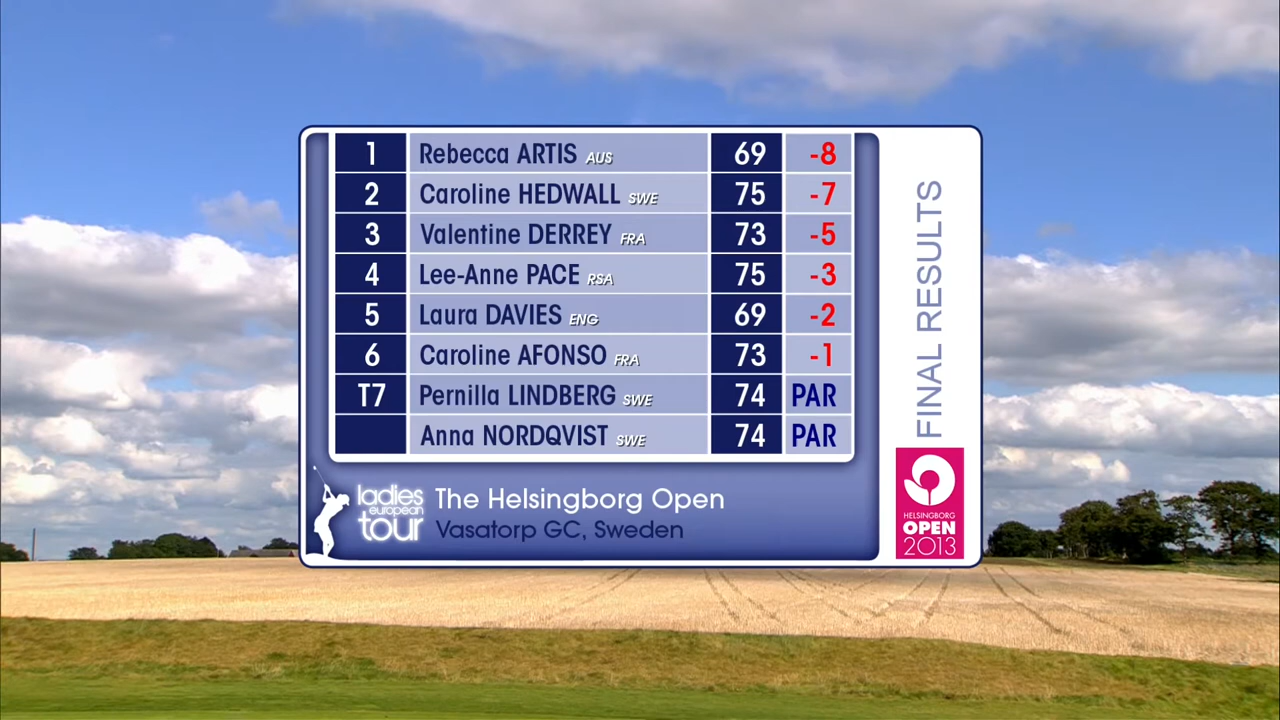 1 Rebecca ARTIS AUS 69 -8
2 Caroline HEDWALL SWE 75 -7
3 Valentine DERREY FRA 73 -5
4 Lee-Anne PACE RSA 75 -3
5 Laura DAVIES ENG 69 -2
6 Caroline AFONSO FRA 73 -1
T7 Pernilla LINDBERG SWE 74 PAR
Anna NORDQVIST SWE 74 PAR
ladies
european
tour
The Helsingborg Open
Vasatorp GC, Sweden
FINAL RESULTS
HELSINGBORG
OPEN
2013